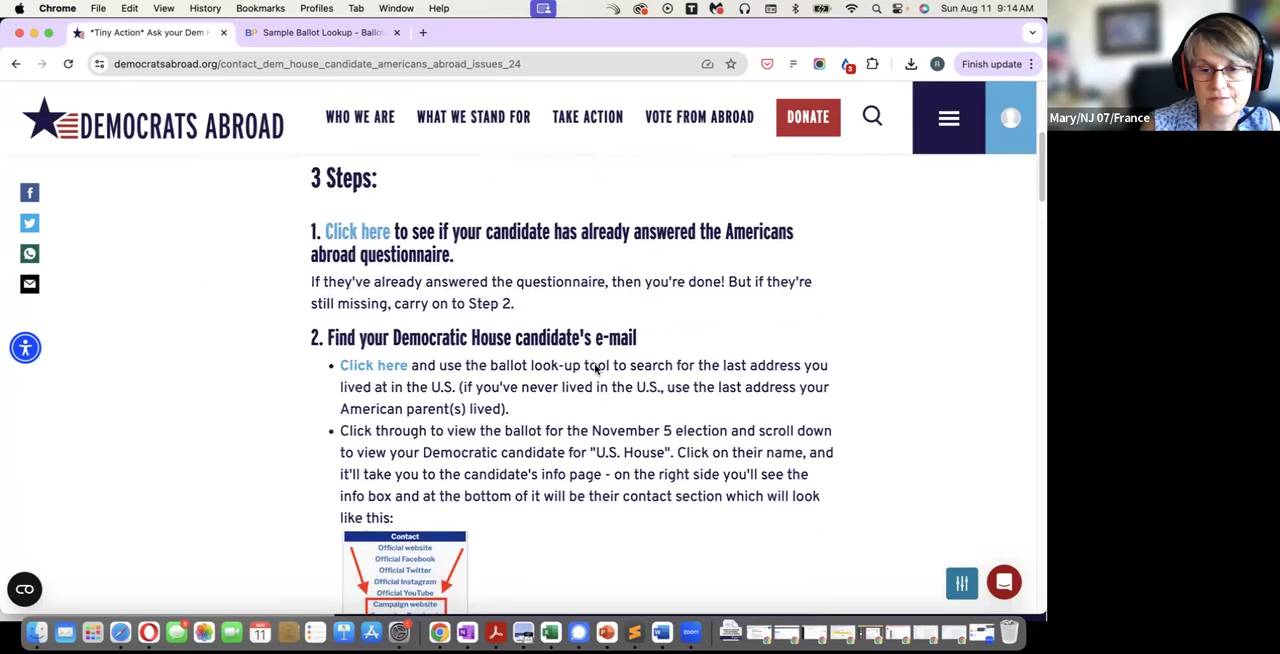 Chrome File Edit View History Bookmarks Profiles Tab Window Help Sun Aug 11 9:14 AM
*Tiny Action* Ask your Dem H Sample Ballot Lookup - Ballo
democratsabroad.org/contact_dem_house_candidate_americans_abroad_issues_24 Finish update
DEMOCRATS ABROAD WHO WE ARE WHAT WE STAND FOR TAKE ACTION VOTE FROM ABROAD DONATE
Mary/NJ 07/France
3 Steps:
1. Click here to see if your candidate has already answered the Americans
abroad questionnaire.
If they've already answered the questionnaire, then you're done! But if they're
still missing, carry on to Step 2.
2. Find your Democratic House candidate's e-mail
• Click here and use the ballot look-up tool to search for the last address you
lived at in the U.S. (if you've never lived in the U.S., use the last address your
American parent(s) lived).
• Click through to view the ballot for the November 5 election and scroll down
to view your Democratic candidate for "U.S. House". Click on their name, and
it'll take you to the candidate's info page - on the right side you'll see the
info box and at the bottom of it will be their contact section which will look
like this:
Contact
Official website
Official Facebook
Official Twitter
Official Instagram
Official YouTube
Campaign website
zoom